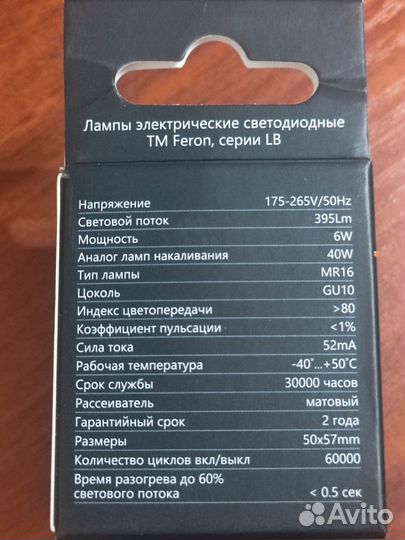 Лампы электрические светодиодные
TM Feron, серии LB
Напряжение 175-265V/50Hz
Световой поток 395Lm
Мощность 6W
Аналог ламп накаливания 40W
Тип лампы MR16
Цоколь GU10
Индекс цветопередачи >80
Коэффициент пульсации <1%
Сила тока 52mA
Рабочая температура -40˚...+50˚C
Срок службы 30000 часов
Рассеиватель матовый
Гарантийный срок 2 года
Размеры 50x57mm
Количество циклов вкл/выкл 60000
Время разогрева до 60%
светового потока < 0.5 сек
Avito